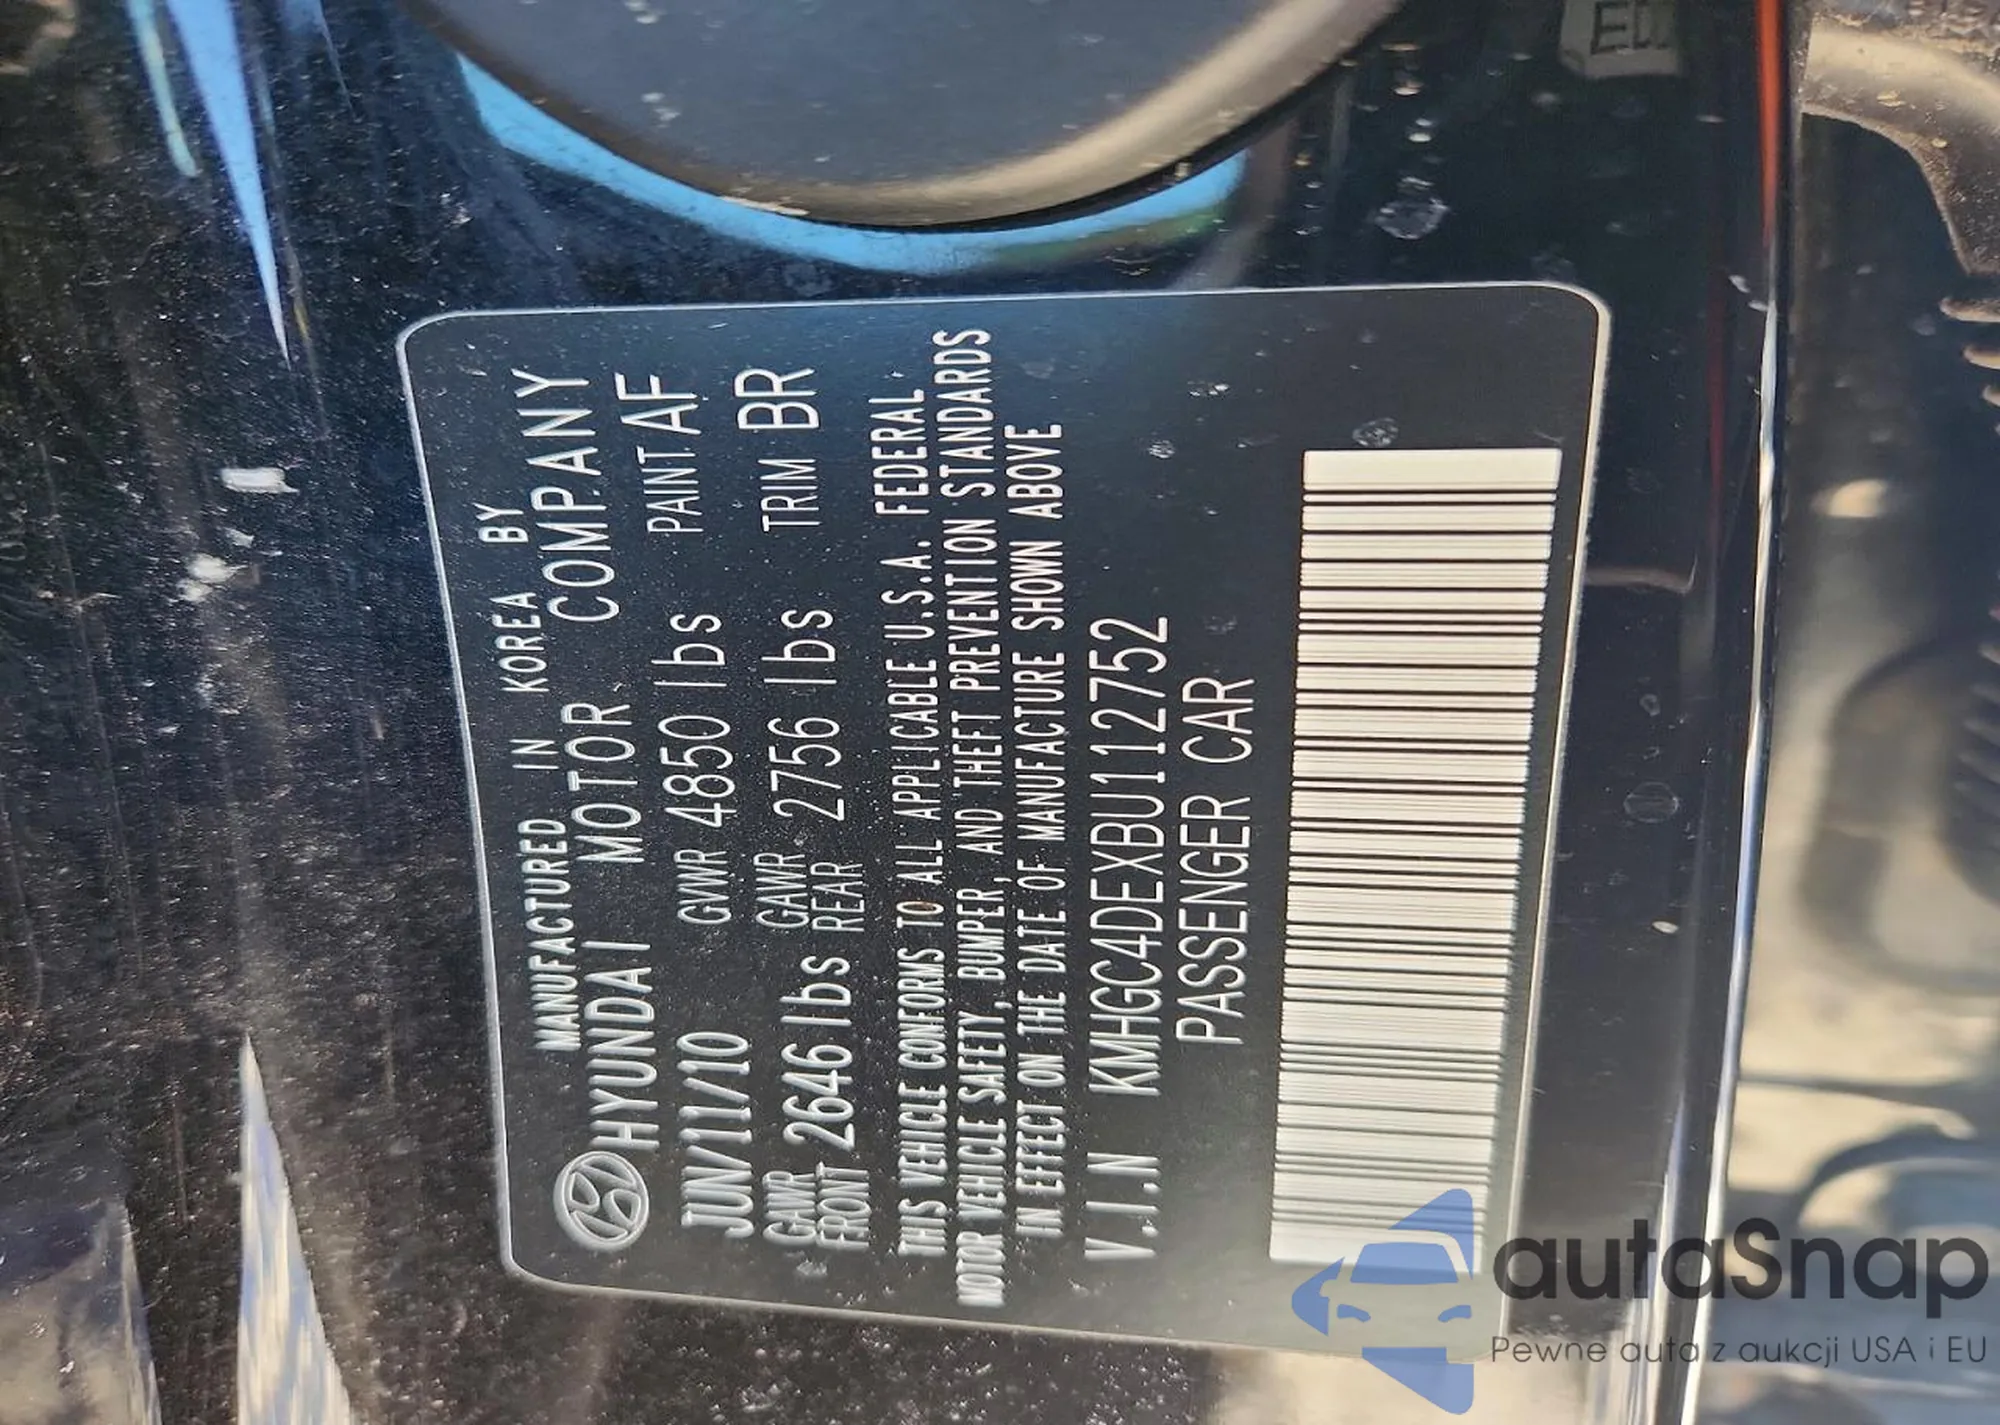 MANUFACTURED IN KOREA BY
HYUNDAI MOTOR COMPANY
JUN/11/10 GVWR 4850 lbs PAINT AF
GAWR FRONT 2646 lbs GAWR REAR 2756 lbs TRIM BR
THIS VEHICLE CONFORMS TO ALL APPLICABLE U.S.A. FEDERAL
MOTOR VEHICLE SAFETY, BUMPER, AND THEFT PREVENTION STANDARDS
IN EFFECT ON THE DATE OF MANUFACTURE SHOWN ABOVE
V.I.N KMHGC4DEXBU112752
PASSENGER CAR
autaSnap
Pewne auta z aukcji USA i EU